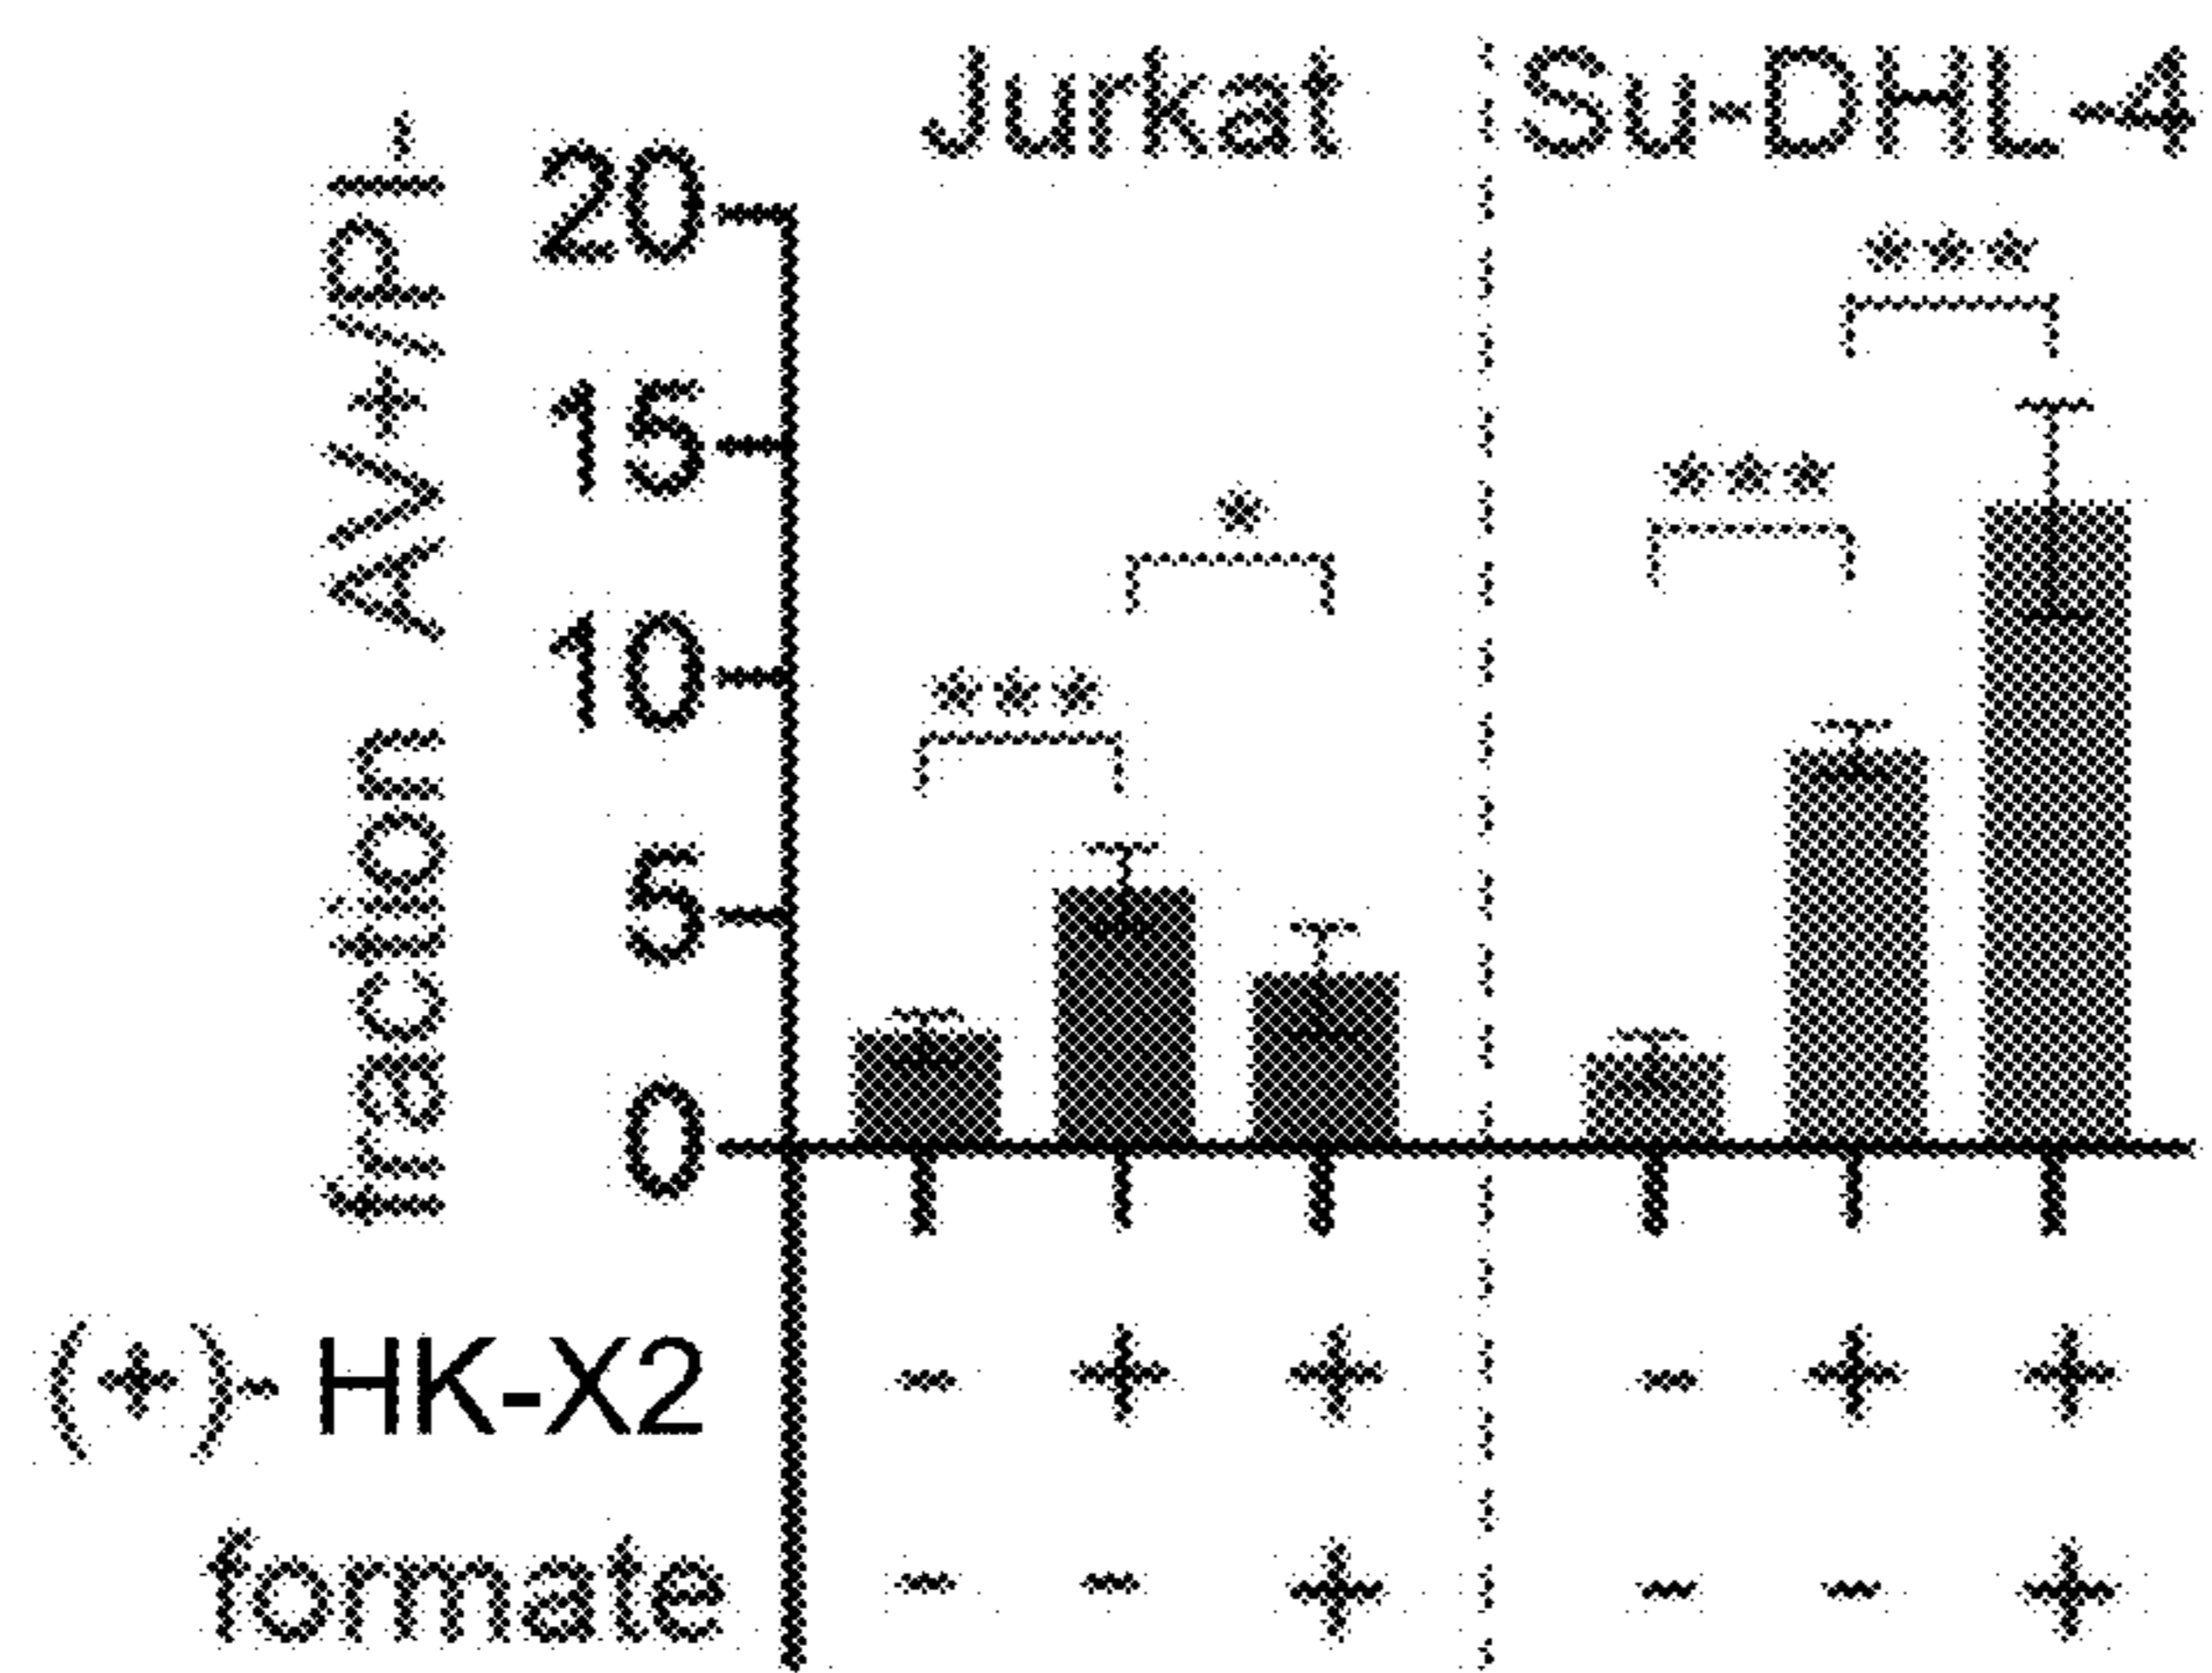 Jurkat Su-DHL-4
fraction AV+/PI-
20
***
15
***
*
10
***
5
0
(+)-HK-X2 - + + - + +
formate - - + - - +